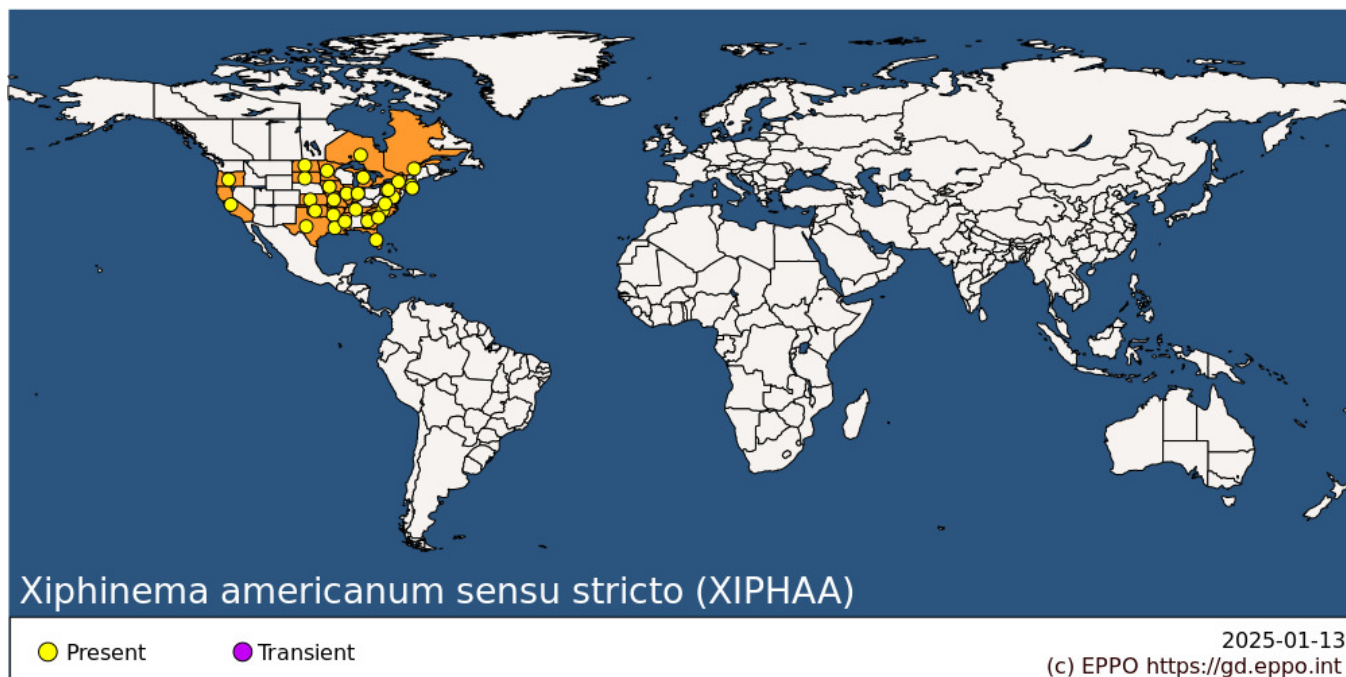 Xiphinema americanum sensu stricto (XIPHAA)
Present
Transient
2025-01-13
(c) EPPO https://gd.eppo.int